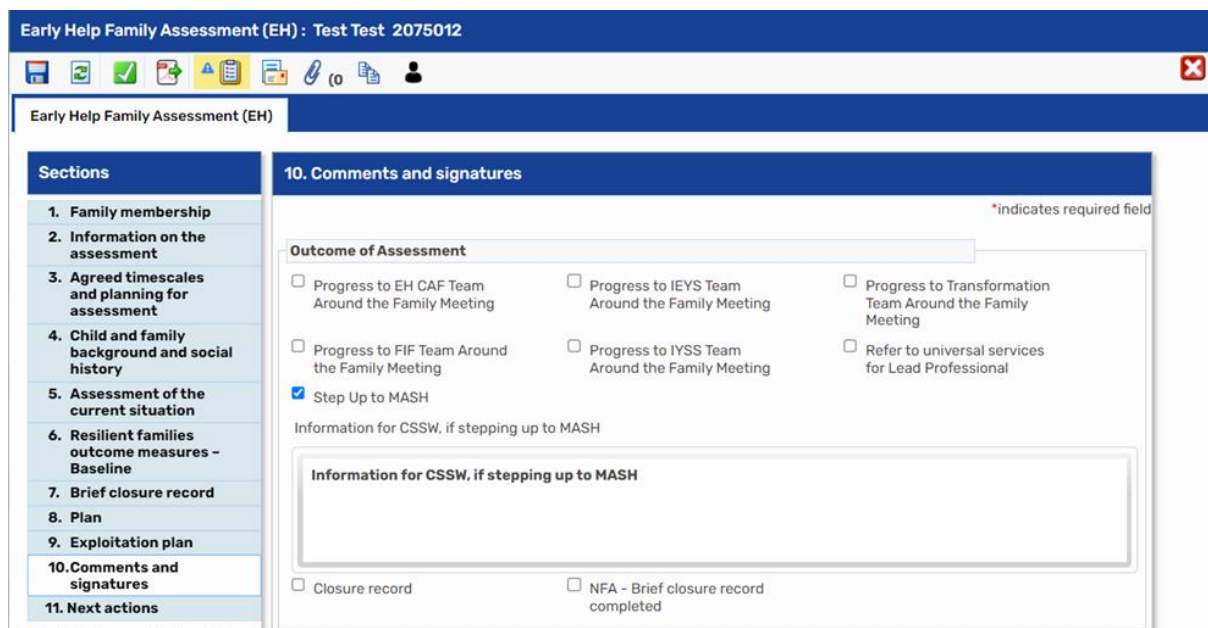 Early Help Family Assessment (EH) : Test Test 2075012
(0
Early Help Family Assessment (EH)
Sections
1. Family membership
2. Information on the
assessment
3. Agreed timescales
and planning for
assessment
4. Child and family
background and social
history
5. Assessment of the
current situation
6. Resilient families
outcome measures –
Baseline
7. Brief closure record
8. Plan
9. Exploitation plan
10.Comments and
signatures
11. Next actions
10. Comments and signatures
*indicates required field
Outcome of Assessment
Progress to EH CAF Team
Around the Family Meeting
Progress to IEYS Team
Around the Family Meeting
Progress to Transformation
Team Around the Family
Meeting
Progress to FIF Team Around
the Family Meeting
Progress to IYSS Team
Around the Family Meeting
Refer to universal services
for Lead Professional
Step Up to MASH
Information for CSSW, if stepping up to MASH
Information for CSSW, if stepping up to MASH
Closure record
NFA - Brief closure record
completed